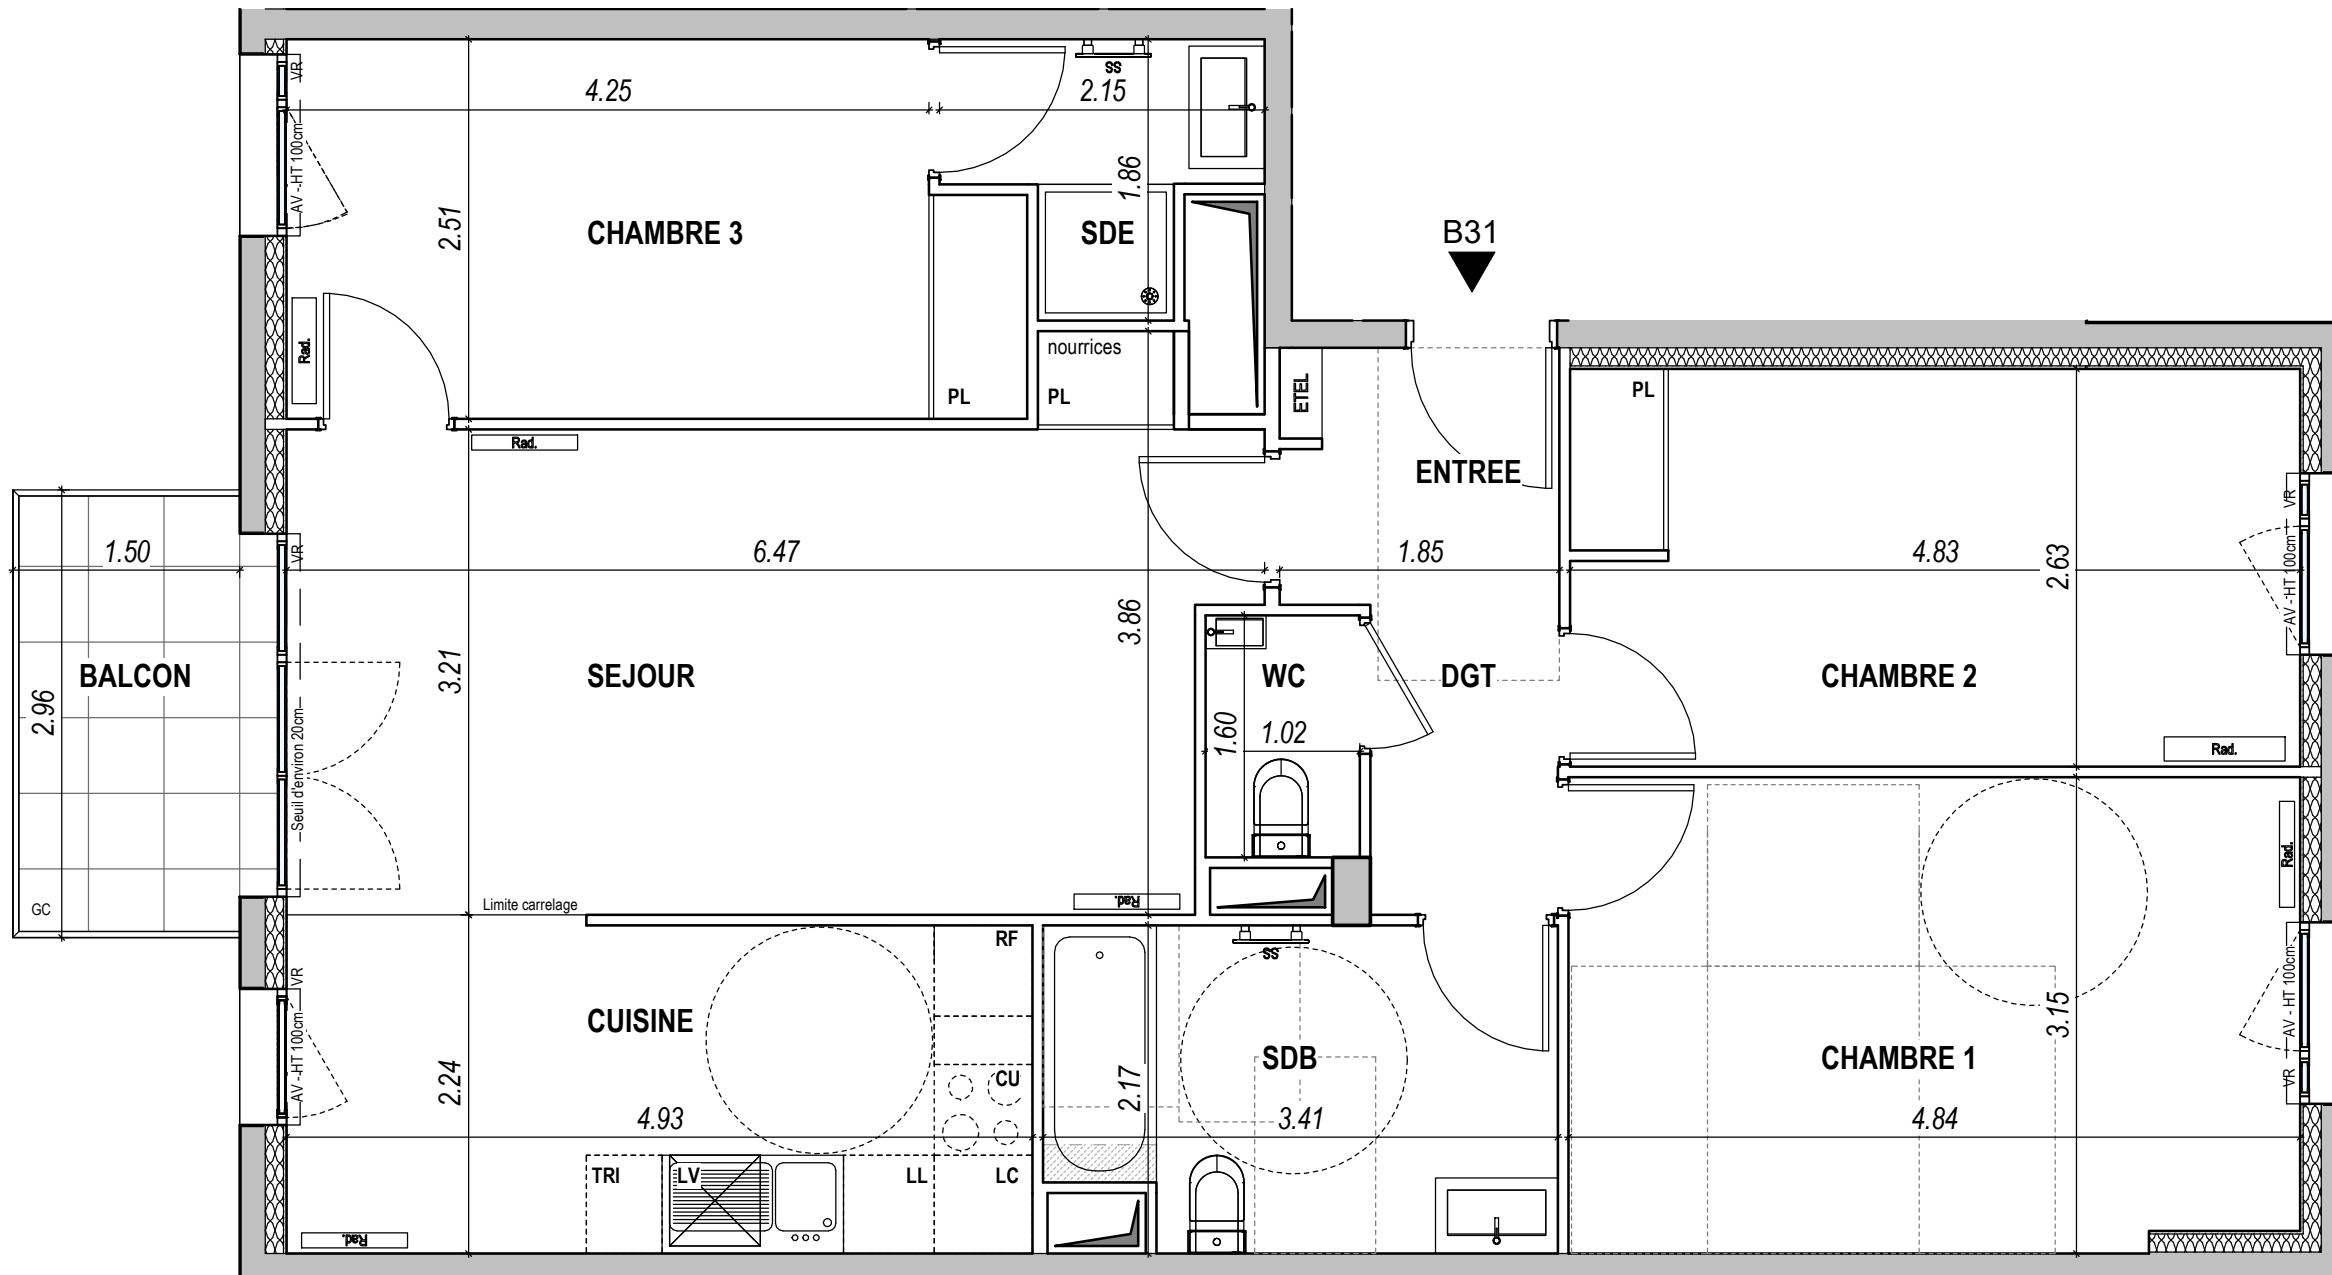 VR
SS
4.25
2.15
AV - HT 100cm
1.86
2.51
CHAMBRE 3
SDE
B31
Rad.
nourrices
PL
PL
ETEL
PL
Rad.
ENTREE
VR
1.50
VR
6.47
1.85
4.83
2.63
AV - HT 100cm
3.86
BALCON
3.21
SEJOUR
WC
DGT
CHAMBRE 2
2.96
1.60
1.02
Seuil d'environ 20cm
Rad.
Rad.
GC
Limite carrelage
Rad.
RF
SS
VR
CUISINE
AV - HT 100cm
2.24
CU
2.17
SDB
3.15
CHAMBRE 1
AV - HT 100cm
VR
4.93
3.41
4.84
TRI
LV
LL
LC
Rad.